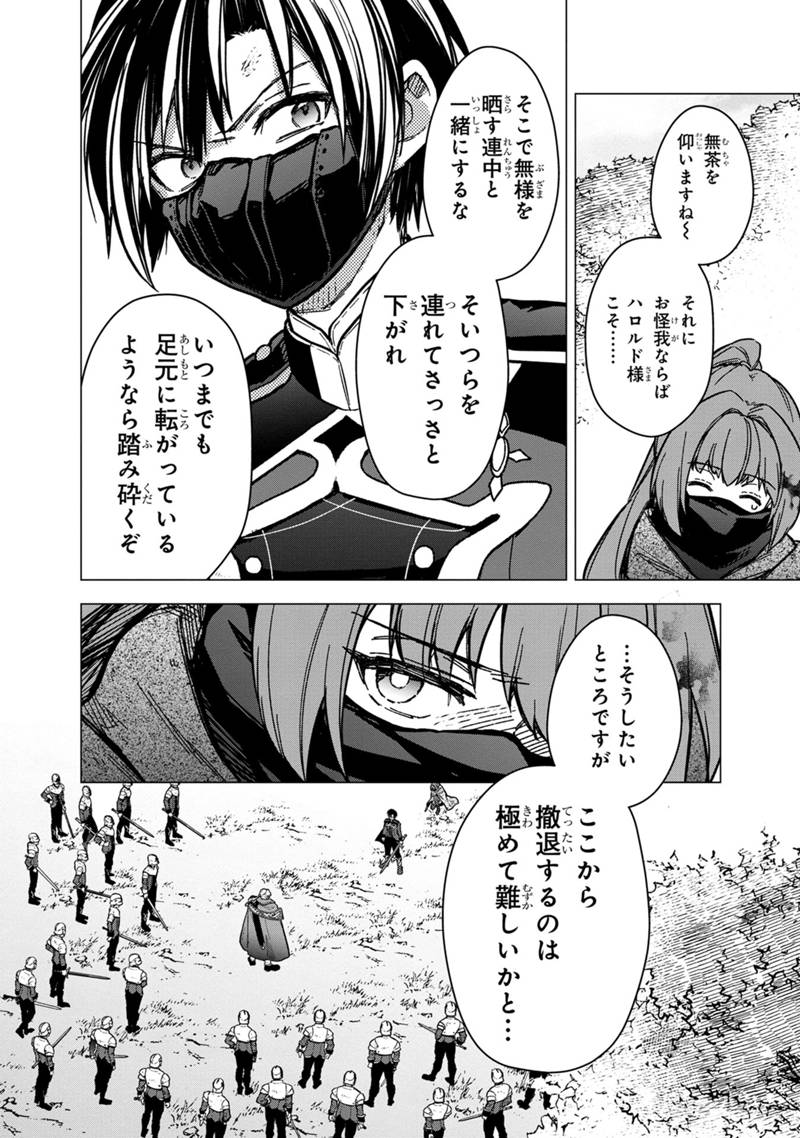 無茶を
仰いますね〜
それに
お怪我ならば
ハロルド様
こそ……
そこで無様を
晒す連中と
一緒にするな
そいつらを
連れてさっさと
下がれ
いつまでも
足元に転がっている
ようなら踏み砕くぞ
…そうしたい
ところですが
ここから
撤退するのは
極めて難しいかと…